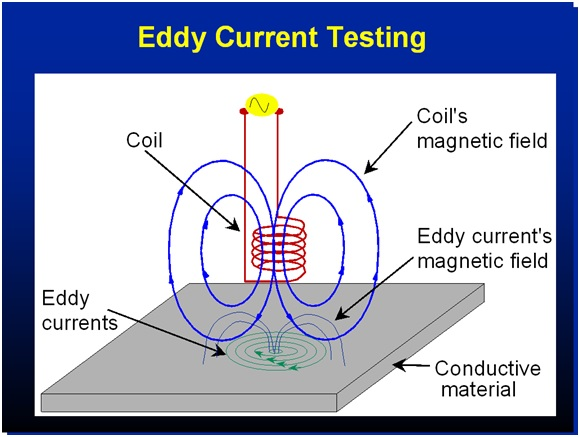 Eddy Current Testing
Coil
Coil's
magnetic field
Eddy current's
magnetic field
Eddy
currents
Conductive
material